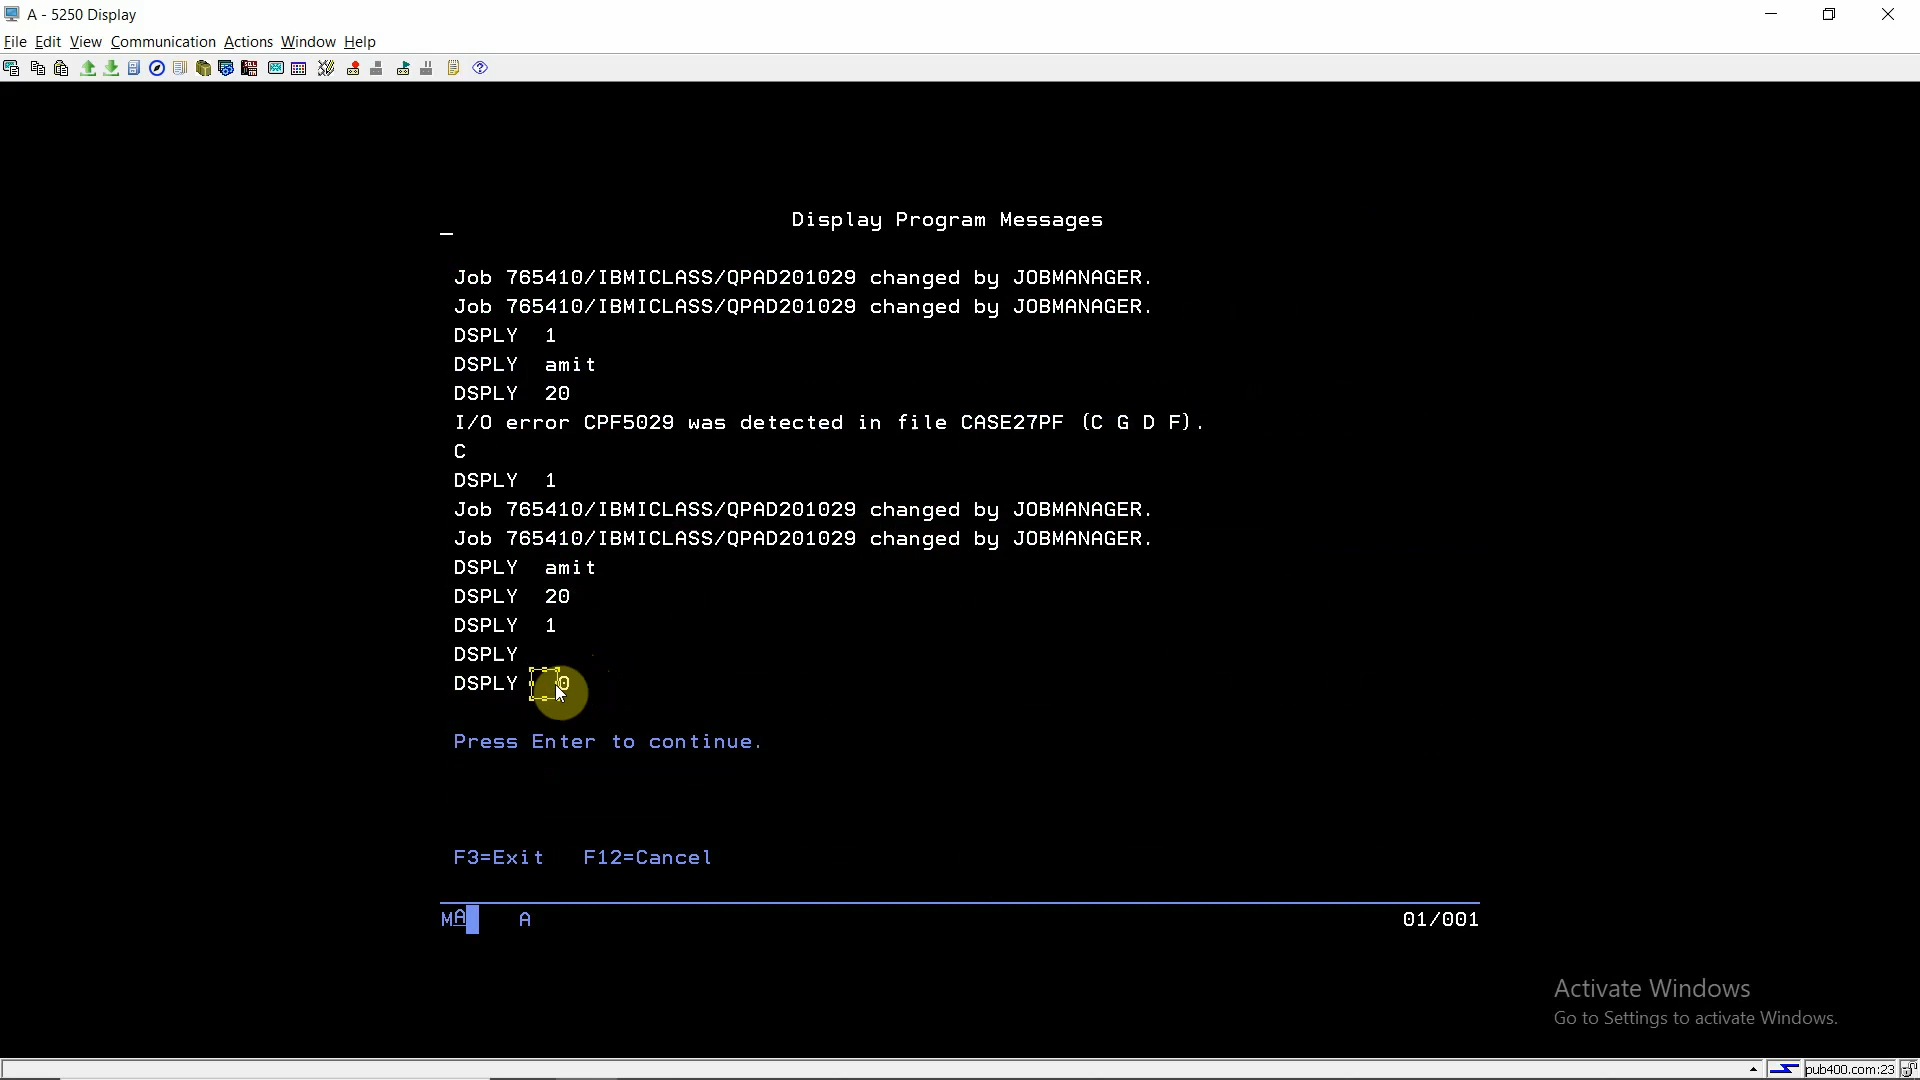 A - 5250 Display
File Edit View Communication Actions Window Help
Display Program Messages
Job 765410/IBMICLASS/QPAD201029 changed by JOBMANAGER.
Job 765410/IBMICLASS/QPAD201029 changed by JOBMANAGER.
DSPLY 1
DSPLY amit
DSPLY 20
I/O error CPF5029 was detected in file CASE27PF (C G D F).
C
DSPLY 1
Job 765410/IBMICLASS/QPAD201029 changed by JOBMANAGER.
Job 765410/IBMICLASS/QPAD201029 changed by JOBMANAGER.
DSPLY amit
DSPLY 20
DSPLY 1
DSPLY
DSPLY 0
Press Enter to continue.
F3=Exit F12=Cancel
MA A 01/001
Activate Windows
Go to Settings to activate Windows.
pub400.com:23